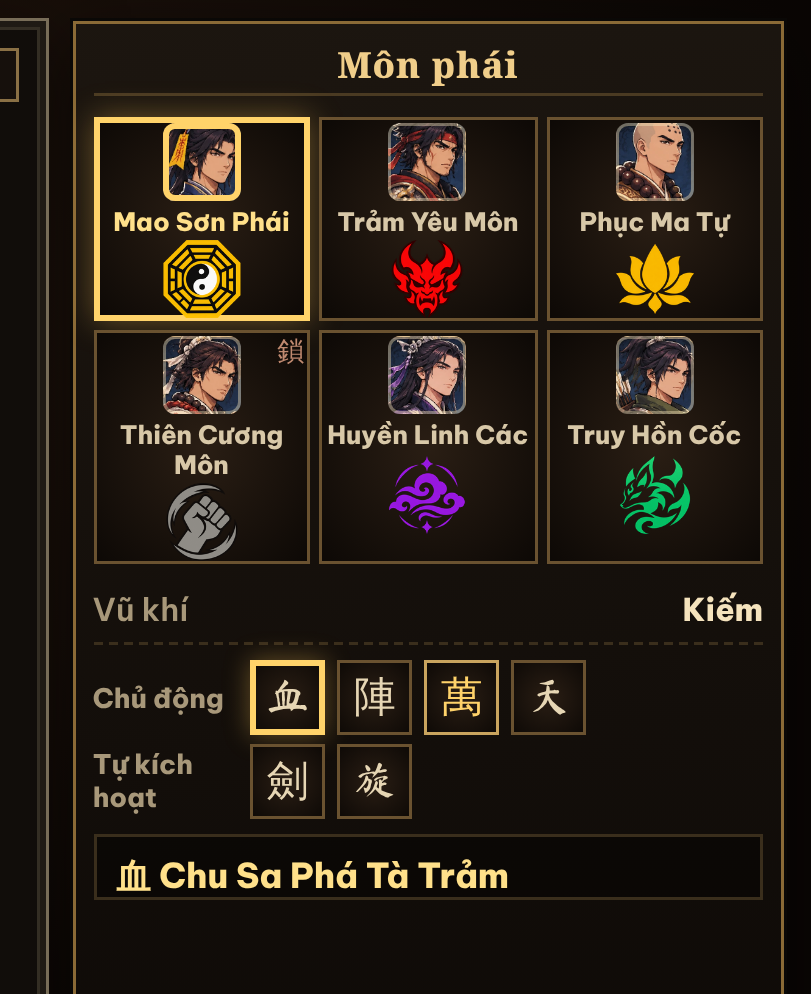 Môn phái
Mao Sơn Phái
Trảm Yêu Môn
Phục Ma Tự
鎖
Thiên Cương
Môn
Huyền Linh Các
Truy Hồn Cốc
Vũ khí
Kiếm
Chủ động
血
陣
萬
天
Tự kích
hoạt
劍
旋
血 Chu Sa Phá Tà Trảm